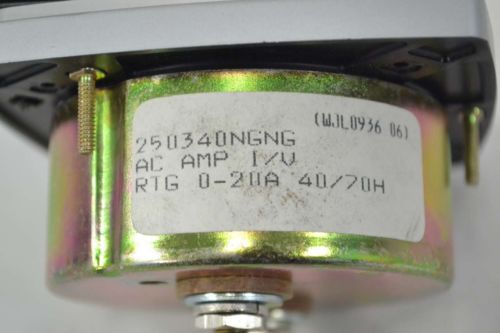 (WJL0936 06)
250340NGNG
AC AMP I/V
RTG 0-20A 40/70H